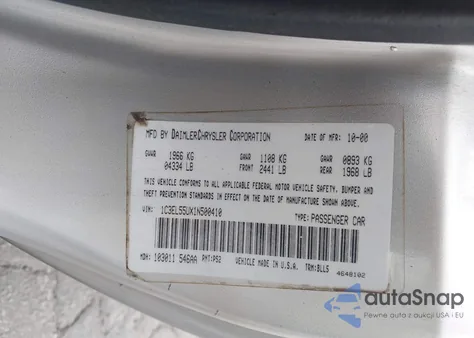 MFD BY DAIMLERCHRYSLER CORPORATION DATE OF MFR 10-00
GVWR 1966 KG GAWR 1108 KG GAWR 0893 KG
04334 LB FRONT 2441 LB REAR 1968 LB
THIS VEHICLE CONFORMS TO ALL APPLICABLE FEDERAL MOTOR VEHICLE SAFETY, BUMPER AND
THEFT PREVENTION STANDARDS IN EFFECT ON THE DATE OF MANUFACTURE SHOWN ABOVE.
VIN: 1C3EL55UX1N500410 TYPE: PASSENGER CAR
MDH: 103011 546AA PNT: PS2 VEHICLE MADE IN U.S.A. TRM: BLLS
4648102
autoSnap
Pewne auta z aukcji USA i EU